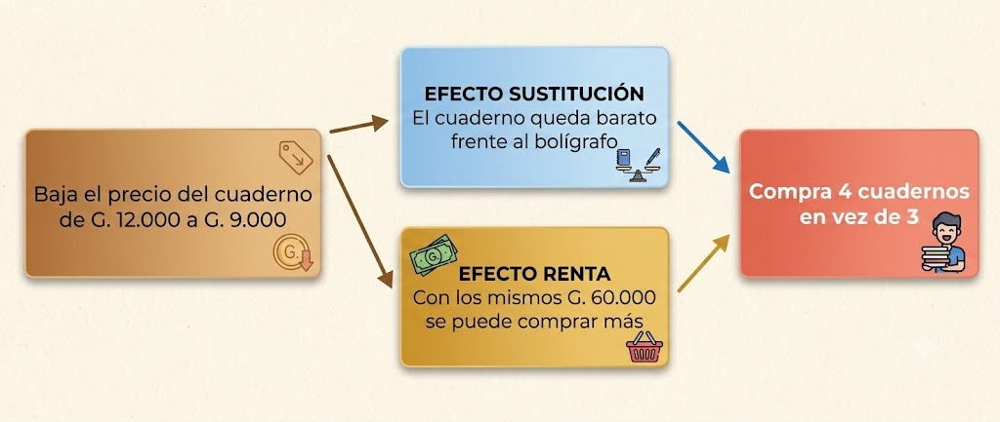 Baja el precio del cuaderno
de G. 12.000 a G. 9.000
G.
EFECTO SUSTITUCIÓN
El cuaderno queda barato
frente al bolígrafo
G.
EFECTO RENTA
Con los mismos G. 60.000
se puede comprar más
Compra 4 cuadernos
en vez de 3